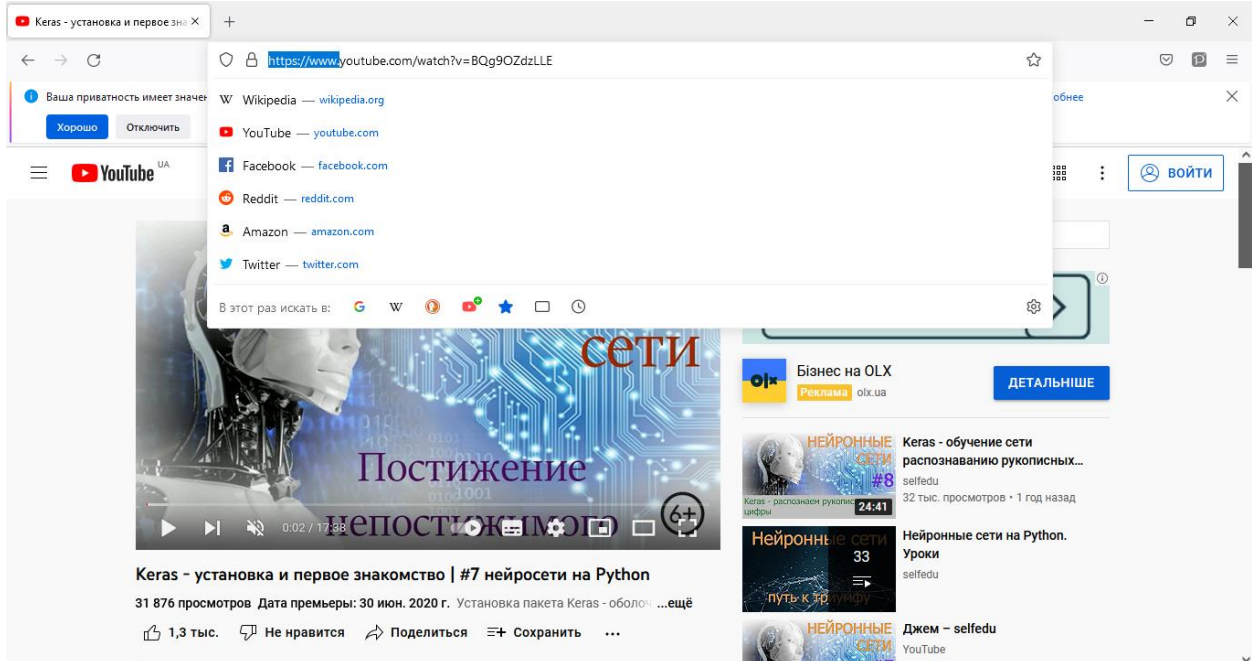 Keras - установка и первое зна
https://www.youtube.com/watch?v=BQg9OZdzLLE
Ваша приватность имеет значен
обнее
Хорошо Отключить
W Wikipedia — wikipedia.org
YouTube — youtube.com
Facebook — facebook.com
Reddit — reddit.com
Amazon — amazon.com
Twitter — twitter.com
В этот раз искать в:
YouTube UA
ВОЙТИ
сети
Постижение
непостижимого
6+
0:02 / 17:38
Keras - установка и первое знакомство | #7 нейросети на Python
31 876 просмотров Дата премьеры: 30 июн. 2020 г. Установка пакета Keras - оболоч ...ещё
1,3 тыс. Не нравится Поделиться Сохранить ...
olx
Бізнес на OLX
Реклама olx.ua
ДЕТАЛЬНІШЕ
НЕЙРОННЫЕ
СЕТИ
#8
Keras - распознаем рукопис
цифры
24:41
Keras - обучение сети
распознаванию рукописных...
selfedu
32 тыс. просмотров • 1 год назад
Нейронные сети
33
путь к триумфу
Нейронные сети на Python.
Уроки
selfedu
НЕЙРОННЫЕ
СЕТИ
Джем – selfedu
YouTube